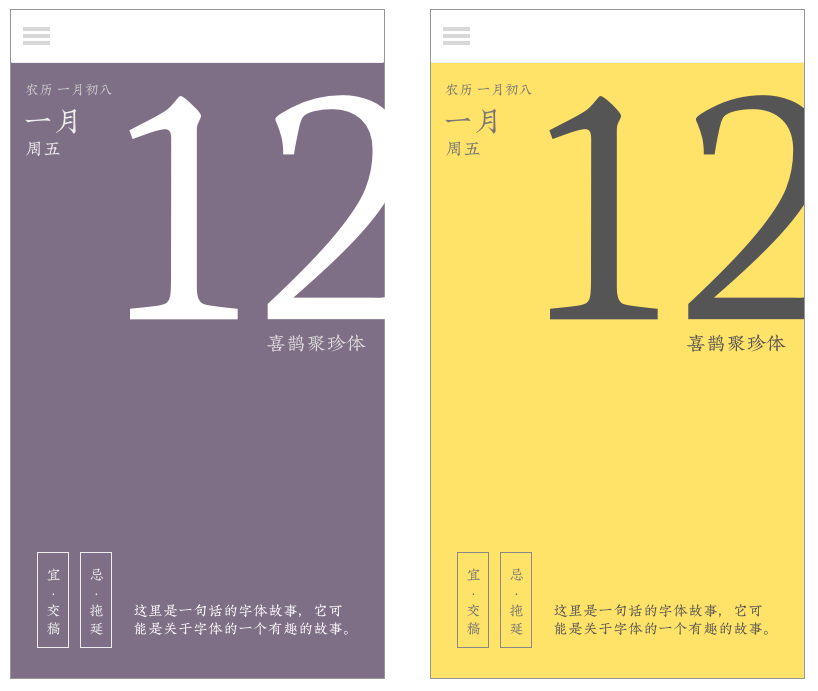 农历 一月初八
一月
周五
12
喜鹊聚珍体
宜·交稿
忌·拖延
这里是一句话的字体故事，它可
能是关于字体的一个有趣的故事。
农历 一月初八
一月
周五
12
喜鹊聚珍体
宜·交稿
忌·拖延
这里是一句话的字体故事，它可
能是关于字体的一个有趣的故事。